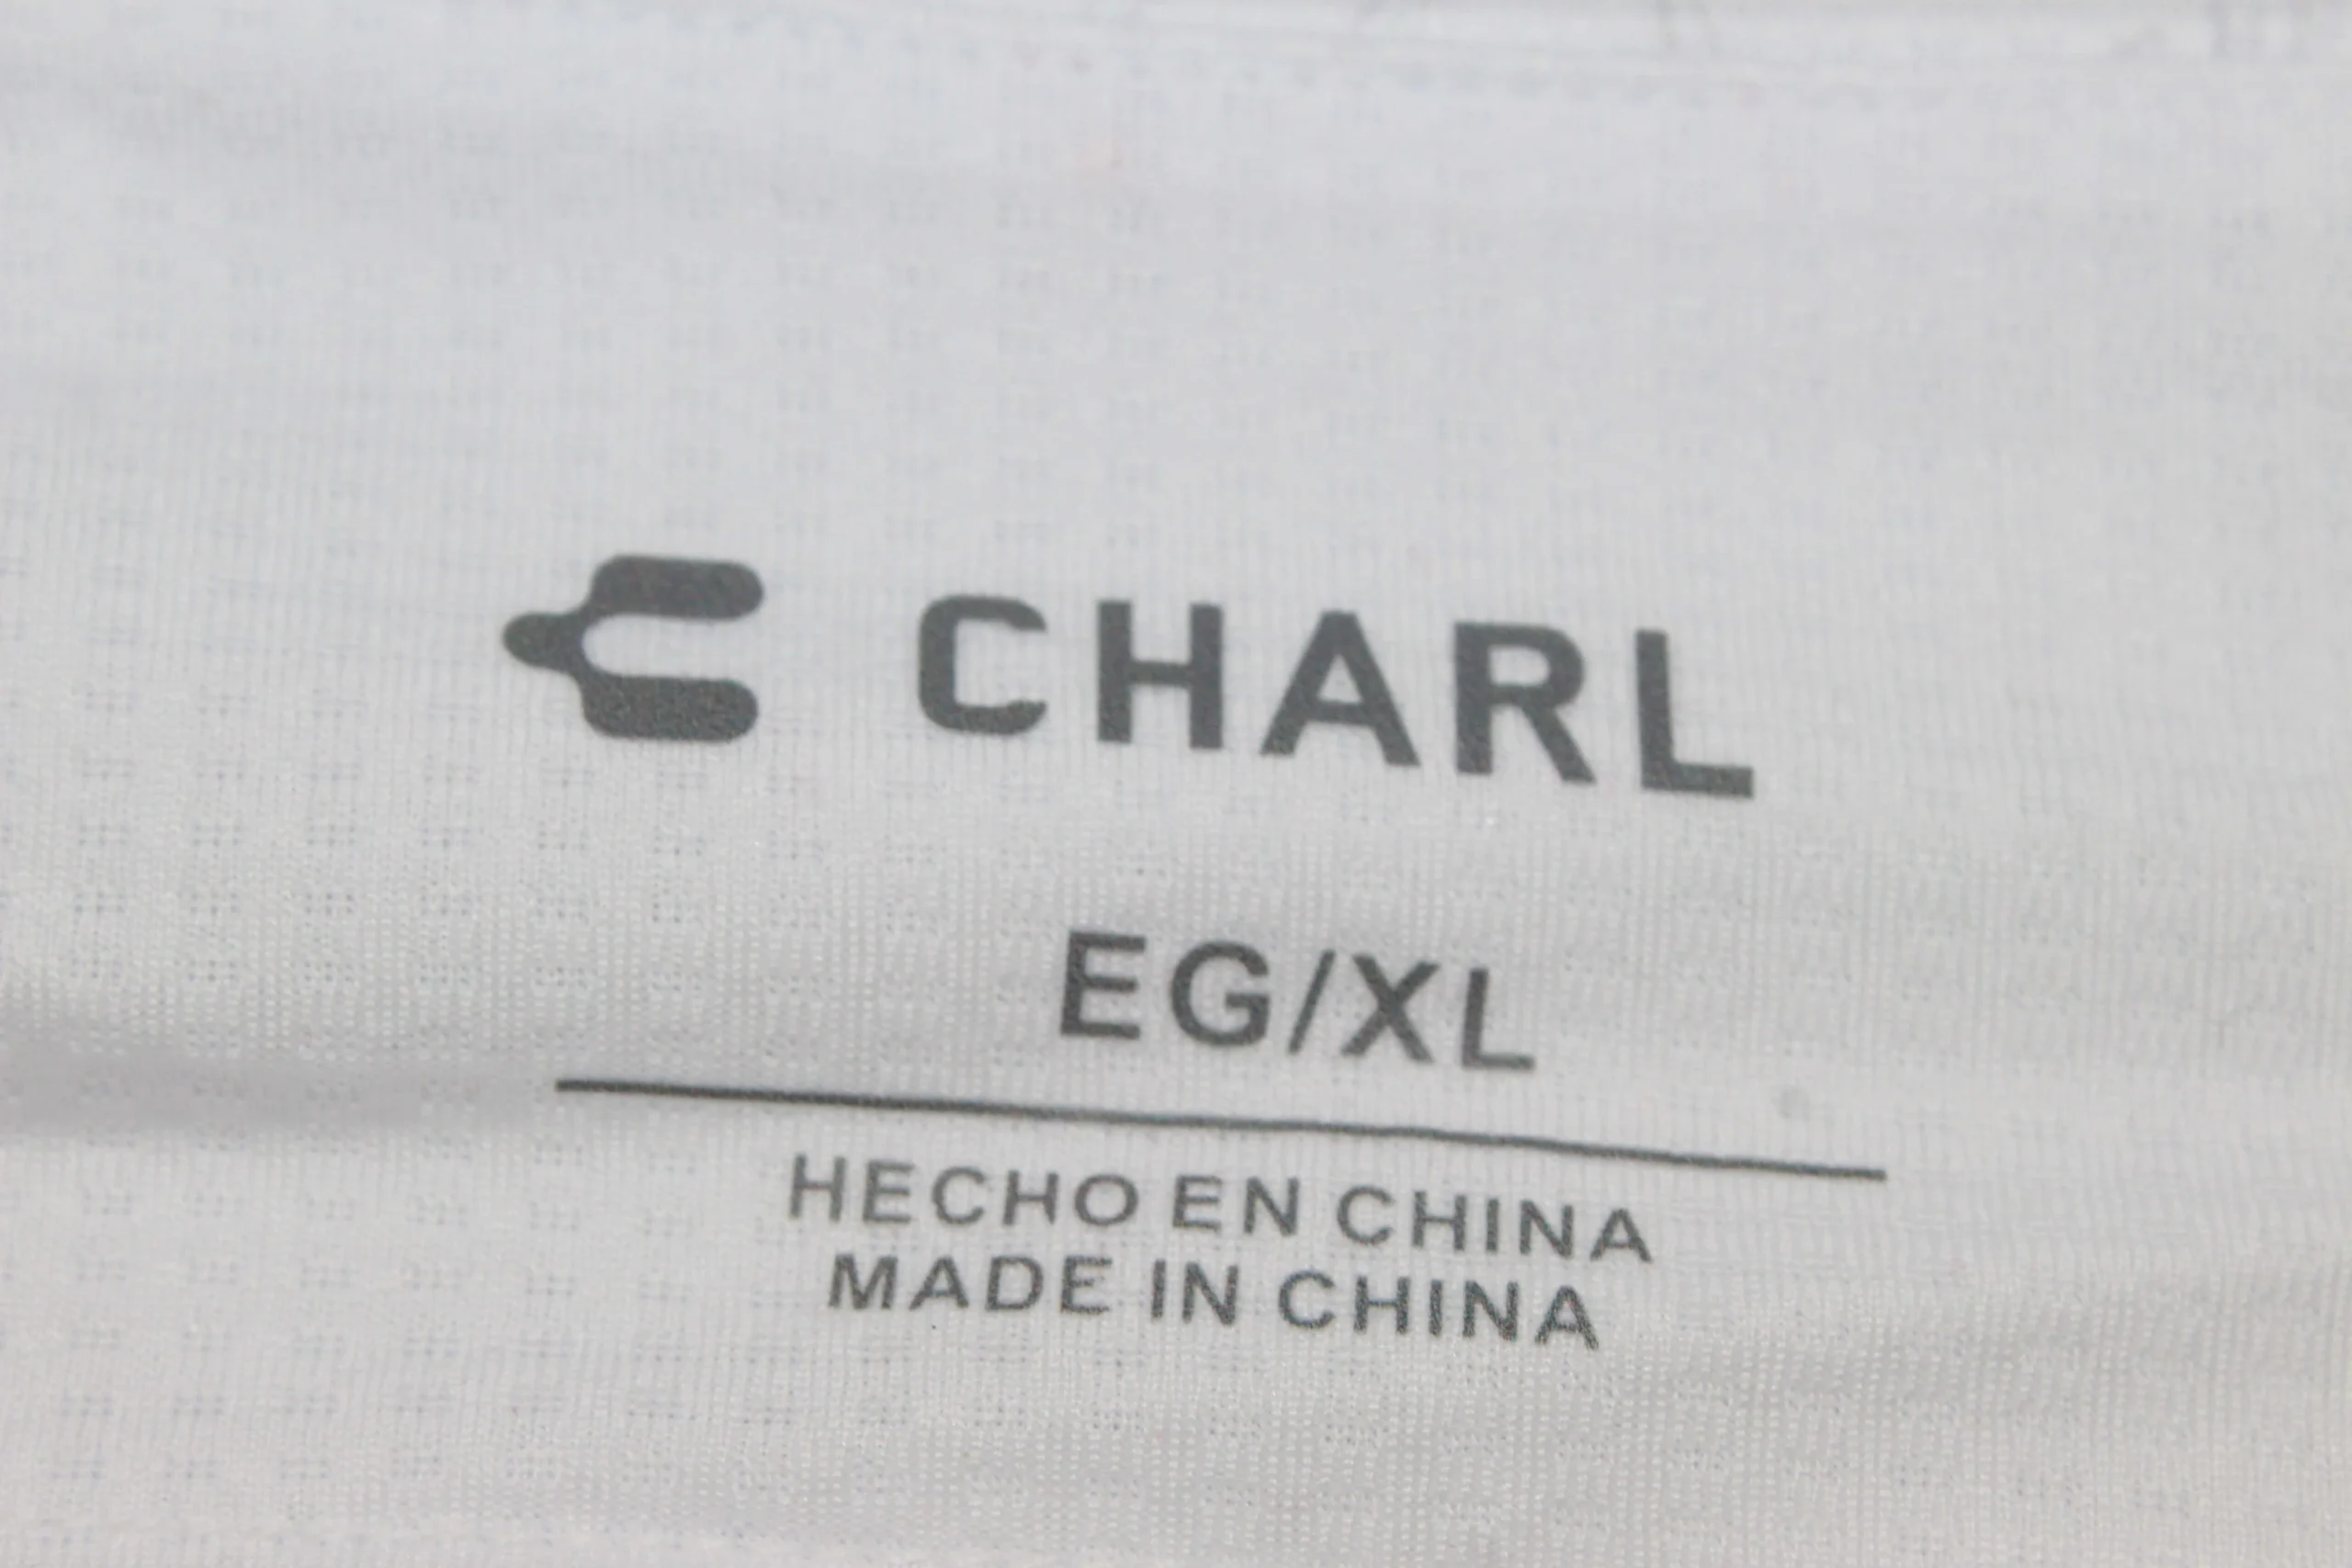 CHARL
EG/XL
HECHO EN CHINA
MADE IN CHINA